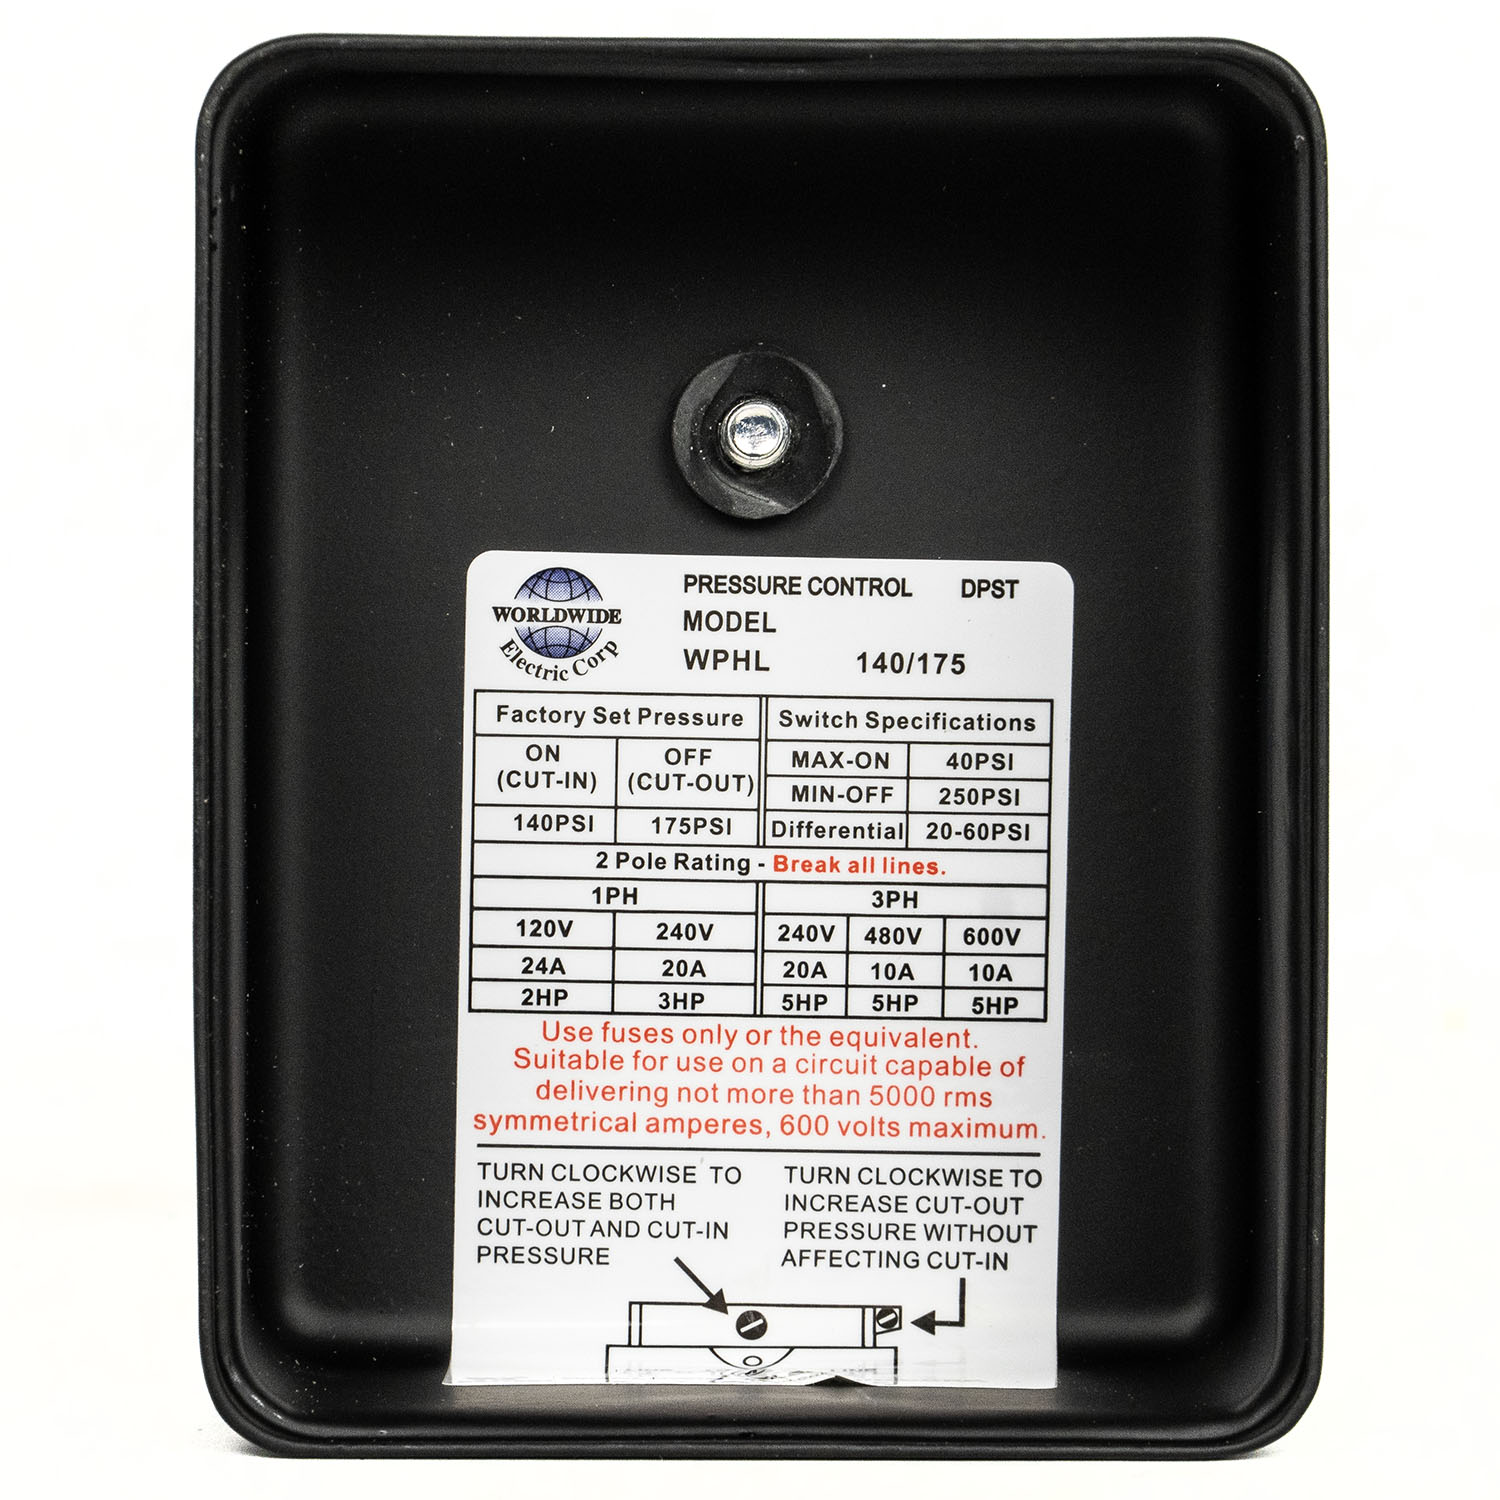 WORLDWIDE
Electric Corp
PRESSURE CONTROL DPST
MODEL
WPHL 140/175
Factory Set Pressure
Switch Specifications
ON
(CUT-IN)
OFF
(CUT-OUT)
MAX-ON 40PSI
MIN-OFF 250PSI
140PSI 175PSI
Differential 20-60PSI
2 Pole Rating - Break all lines.
1PH 3PH
120V 240V 240V 480V 600V
24A 20A 20A 10A 10A
2HP 3HP 5HP 5HP 5HP
Use fuses only or the equivalent.
Suitable for use on a circuit capable of
delivering not more than 5000 rms
symmetrical amperes, 600 volts maximum.
TURN CLOCKWISE TO
INCREASE BOTH
CUT-OUT AND CUT-IN
PRESSURE
TURN CLOCKWISE TO
INCREASE CUT-OUT
PRESSURE WITHOUT
AFFECTING CUT-IN